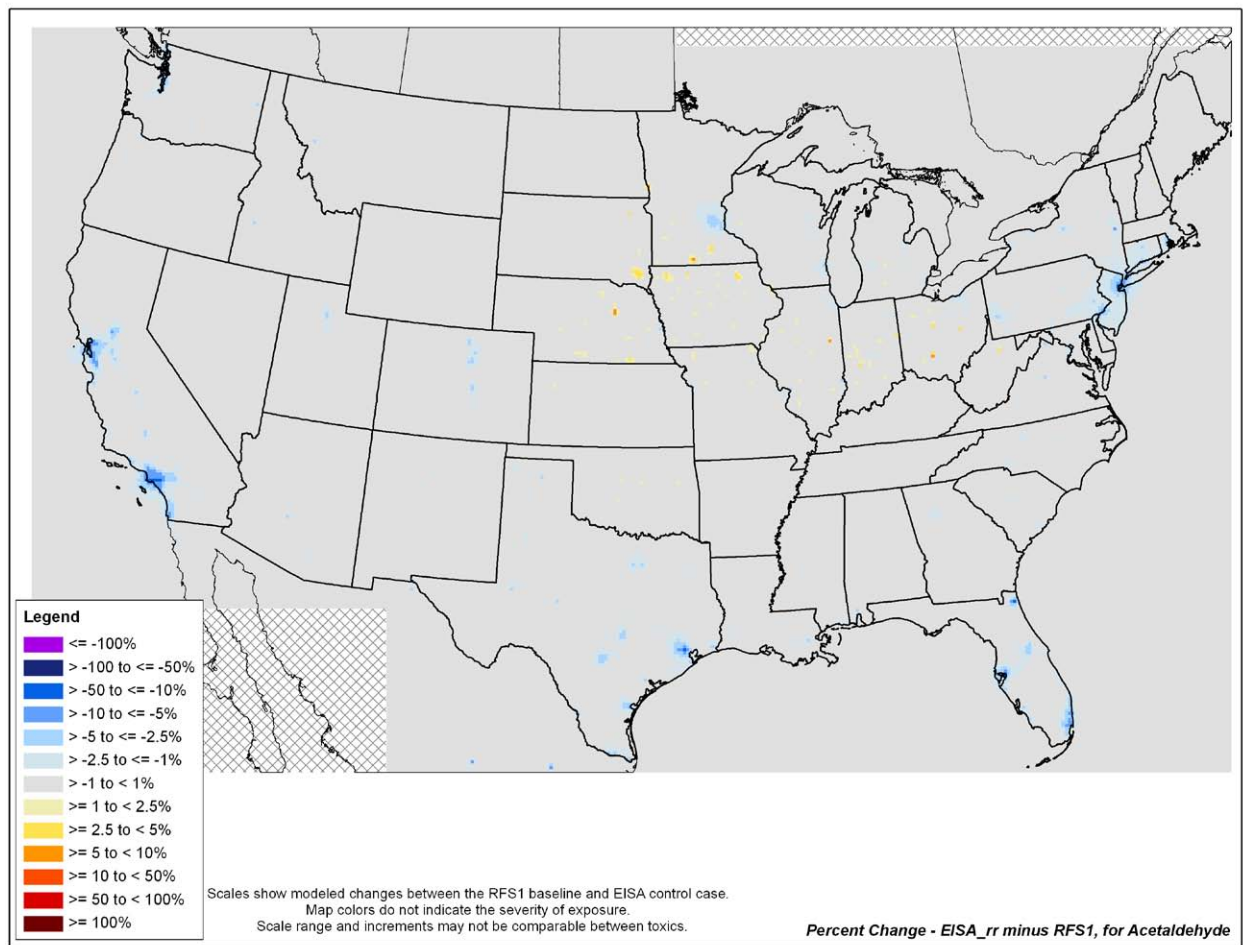 Legend
<= -100%
> -100 to <= -50%
> -50 to <= -10%
> -10 to <= -5%
> -5 to <= -2.5%
> -2.5 to <= -1%
> -1 to < 1%
>= 1 to < 2.5%
>= 2.5 to < 5%
>= 5 to < 10%
>= 10 to < 50%
>= 50 to < 100%
>= 100%
Scales show modeled changes between the RFS1 baseline and EISA control case.
Map colors do not indicate the severity of exposure.
Scale range and increments may not be comparable between toxics.
Percent Change - EISA_rr minus RFS1, for Acetaldehyde